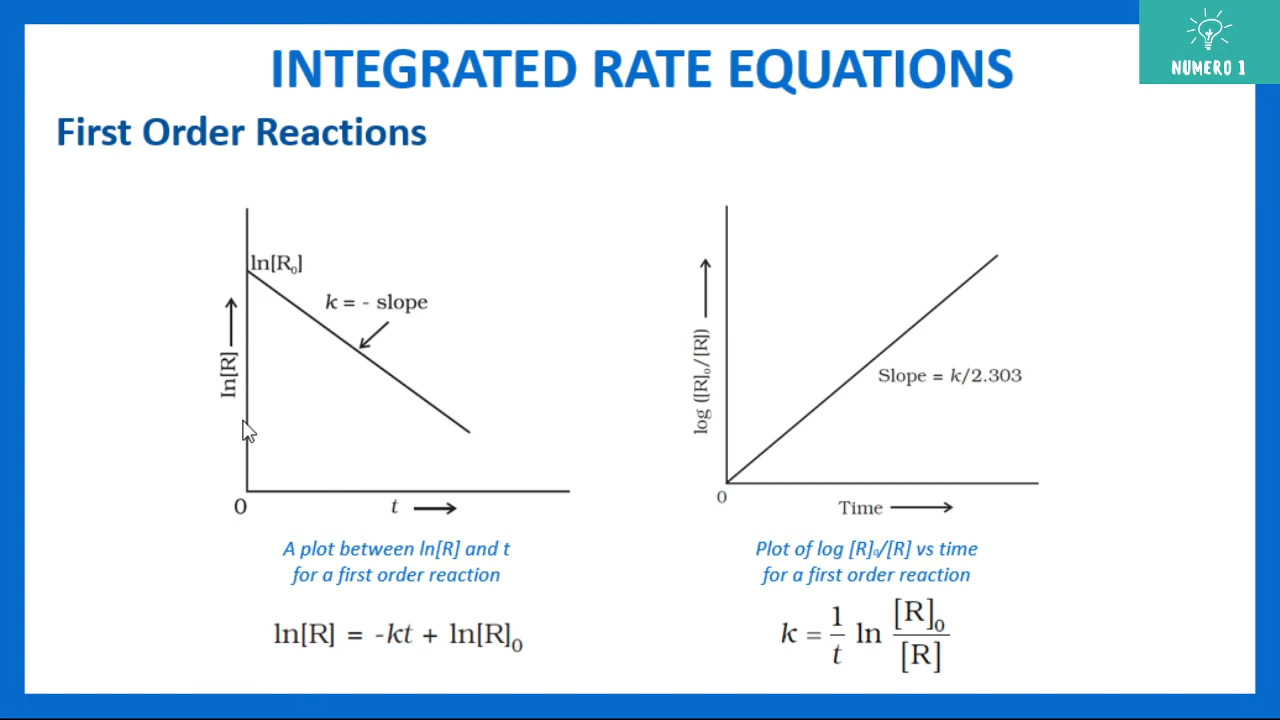 INTEGRATED RATE EQUATIONS
NUMERO 1
First Order Reactions
ln[R₀]
k = - slope
ln[R]
0
t
A plot between ln[R] and t
for a first order reaction
ln[R] = -kt + ln[R]₀
log ([R]₀/[R])
Slope = k/2.303
0
Time
Plot of log [R]₀/[R] vs time
for a first order reaction
k = 1/t ln [R]₀/[R]